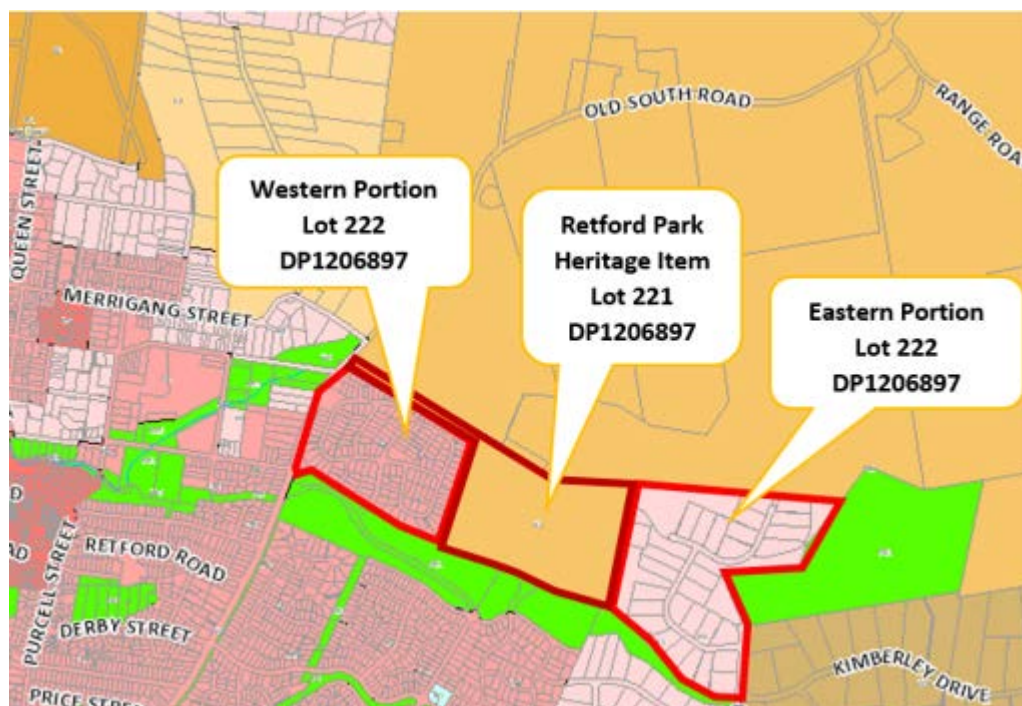 OLD SOUTH ROAD
RANGE ROA
QUEEN STREET
Western Portion
Lot 222
DP1206897
Retford Park
Heritage Item
Lot 221
DP1206897
Eastern Portion
Lot 222
DP1206897
MERRIGANG STREET
RETFORD ROAD
PURCELL STREET
DERBY STREET
KIMBERLEY DRIVE
PRICE STREET